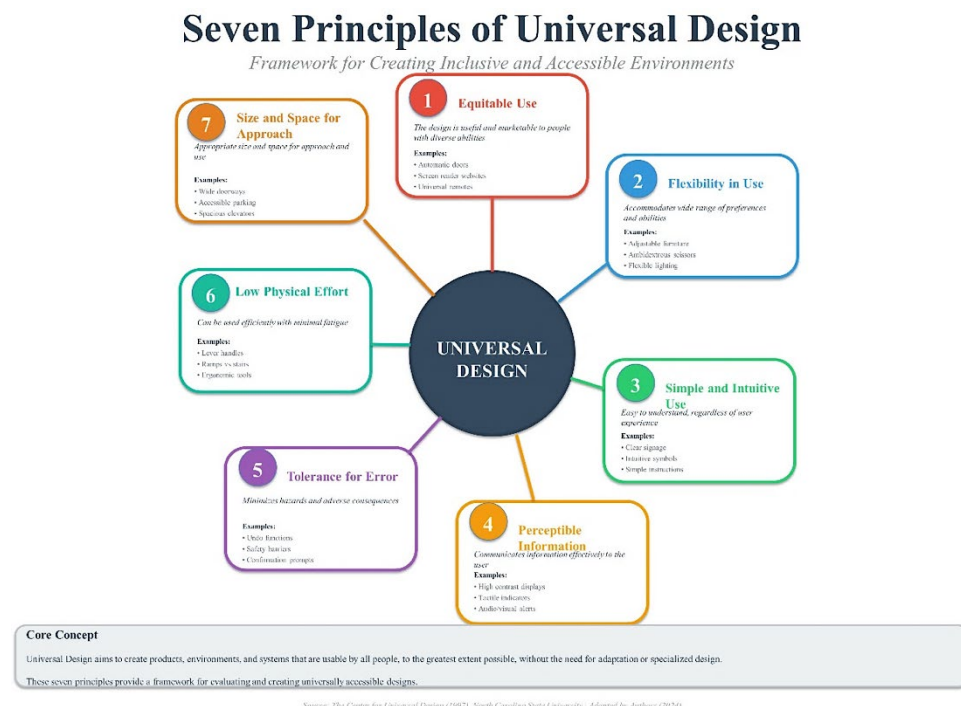 Seven Principles of Universal Design
Framework for Creating Inclusive and Accessible Environments
1
Equitable Use
The design is useful and marketable to people
with diverse abilities
Examples:
• Automatic doors
• Screen reader websites
• Universal remotes
2
Flexibility in Use
Accommodates wide range of preferences
and abilities
Examples:
• Adjustable furniture
• Ambidextrous scissors
• Flexible lighting
3
Simple and Intuitive
Use
Easy to understand, regardless of user
experience
Examples:
• Clear signage
• Intuitive symbols
• Simple instructions
4
Perceptible
Information
Communicates information effectively to the
user
Examples:
• High contrast displays
• Tactile indicators
• Audio/visual alerts
5
Tolerance for Error
Minimizes hazards and adverse consequences
Examples:
• Undo functions
• Safety barriers
• Confirmation prompts
6
Low Physical Effort
Can be used efficiently with minimal fatigue
Examples:
• Lever handles
• Ramps vs stairs
• Ergonomic tools
7
Size and Space for
Approach
Appropriate size and space for approach and
use
Examples:
• Wide doorways
• Accessible parking
• Spacious elevators
UNIVERSAL
DESIGN
Core Concept
Universal Design aims to create products, environments, and systems that are usable by all people, to the greatest extent possible, without the need for adaptation or specialized design.
These seven principles provide a framework for evaluating and creating universally accessible designs.